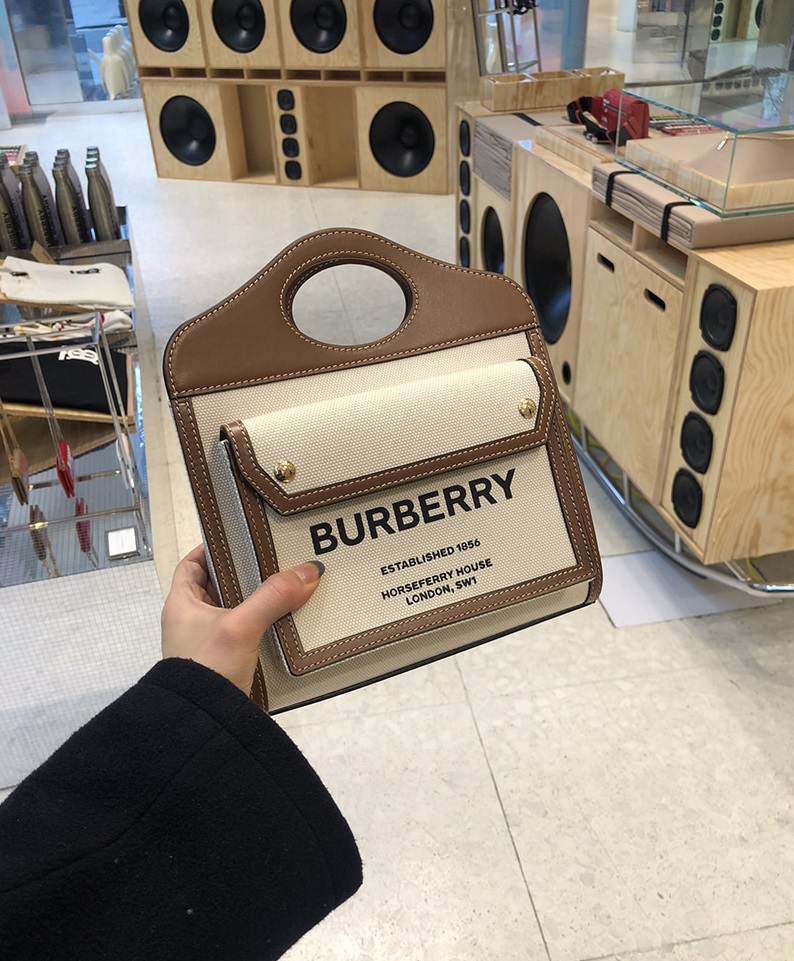 BURBERRY
ESTABLISHED 1856
HORSEFERRY HOUSE
LONDON, SW1